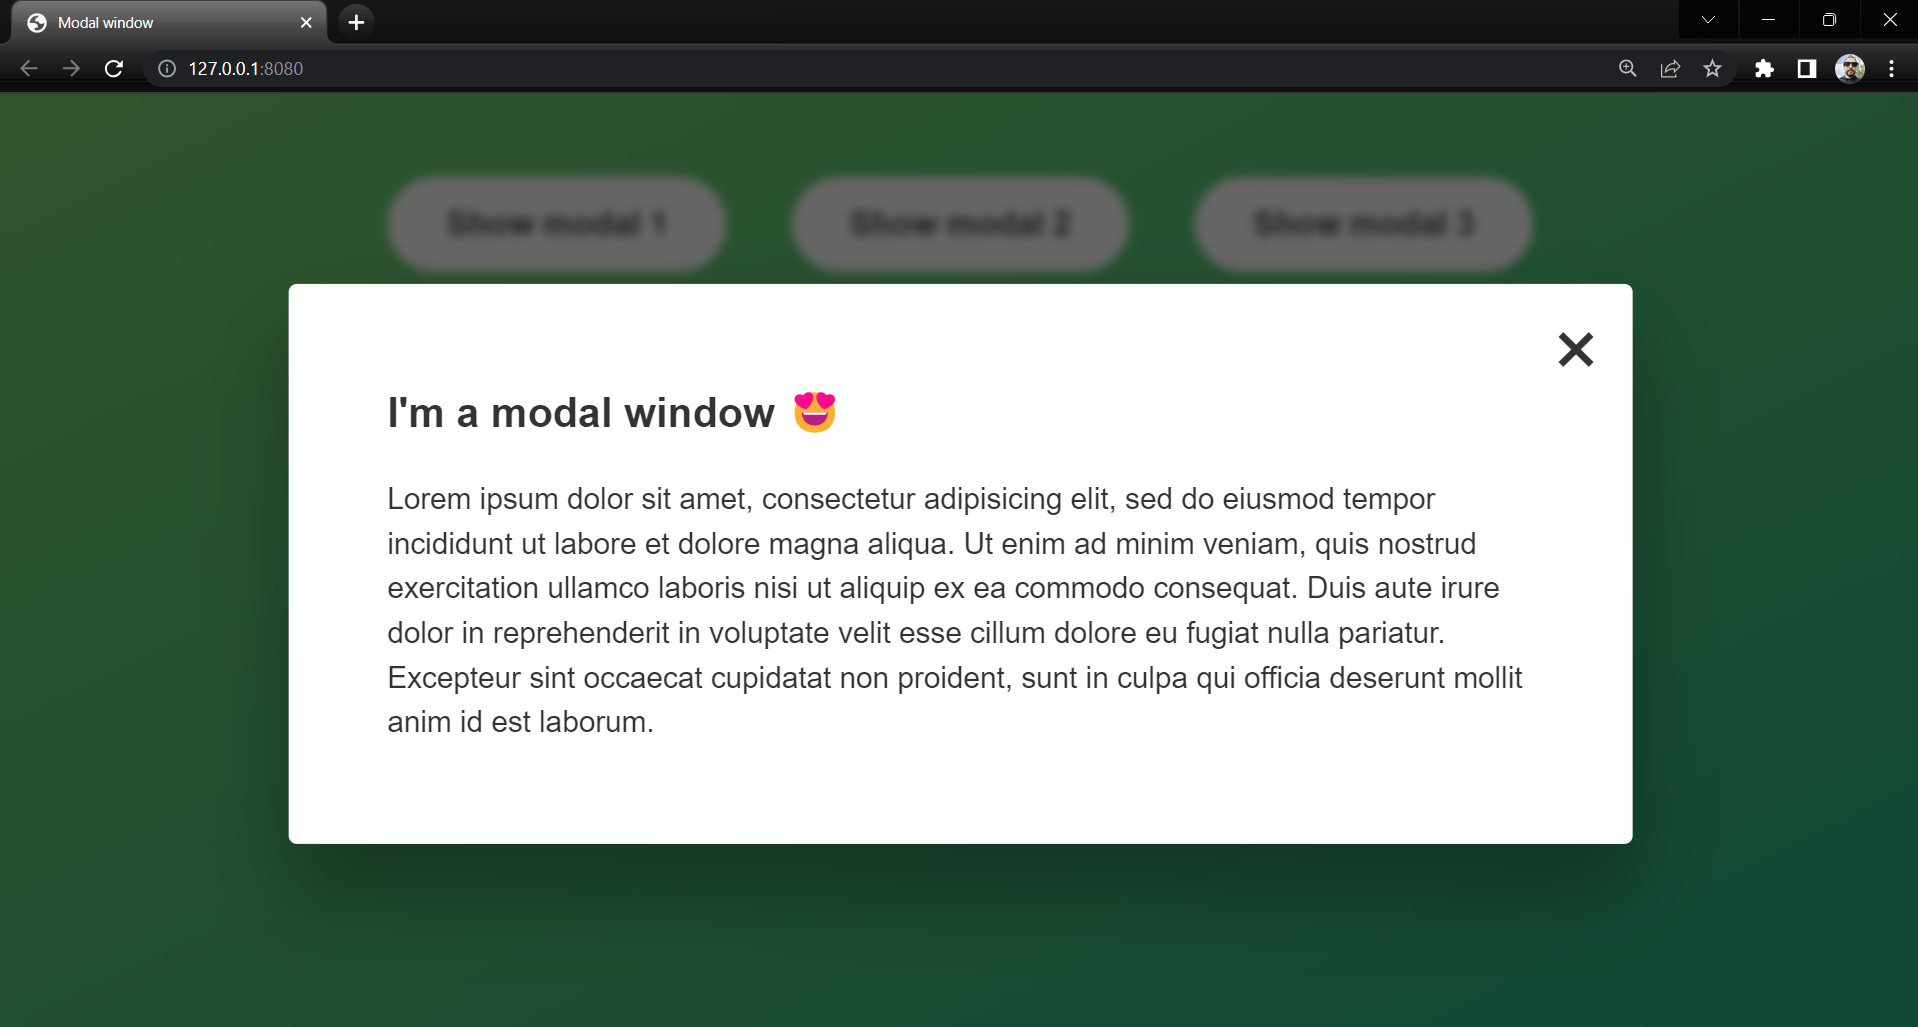 Modal window
127.0.0.1:8080
Show modal 1 Show modal 2 Show modal 3
I'm a modal window 😍
Lorem ipsum dolor sit amet, consectetur adipisicing elit, sed do eiusmod tempor
incididunt ut labore et dolore magna aliqua. Ut enim ad minim veniam, quis nostrud
exercitation ullamco laboris nisi ut aliquip ex ea commodo consequat. Duis aute irure
dolor in reprehenderit in voluptate velit esse cillum dolore eu fugiat nulla pariatur.
Excepteur sint occaecat cupidatat non proident, sunt in culpa qui officia deserunt mollit
anim id est laborum.